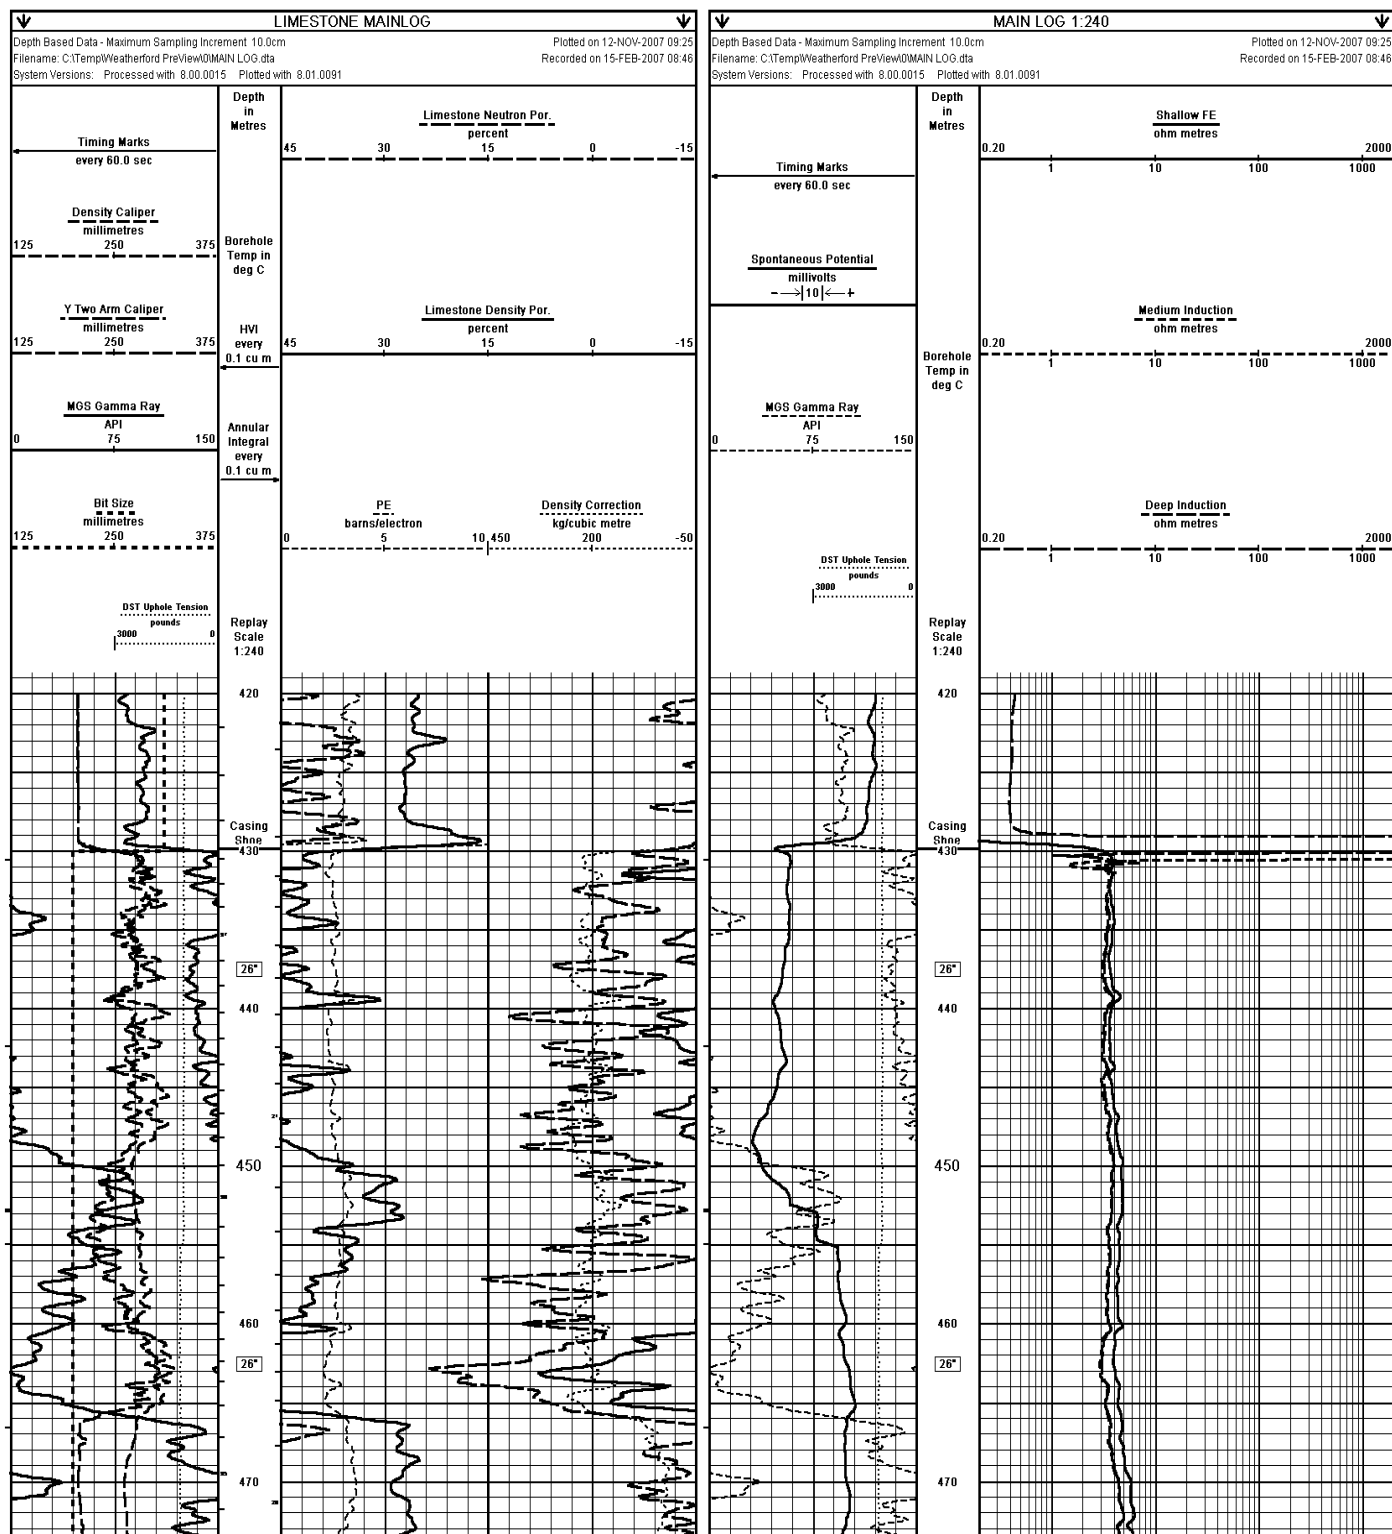 LIMESTONE MAINLOG
Depth Based Data - Maximum Sampling Increment 10.0cm
Plotted on 12-NOV-2007 09:25
Filename: C:\Temp\Weatherford PreView\0\MAIN LOG.dta
Recorded on 15-FEB-2007 08:46
System Versions: Processed with 8.00.0015 Plotted with 8.01.0091
Timing Marks
every 60.0 sec
Density Caliper
millimetres
125 250 375
Y Two Arm Caliper
millimetres
125 250 375
MGS Gamma Ray
API
0 75 150
Bit Size
millimetres
125 250 375
DST Uphole Tension
pounds
3000 0
Depth
in
Metres
Borehole
Temp in
deg C
HVI
every
0.1 cu m
Annular
Integral
every
0.1 cu m
Replay
Scale
1:240
Limestone Neutron Por.
percent
45 30 15 0 -15
Limestone Density Por.
percent
45 30 15 0 -15
PE
barns/electron
0 5 10
Density Correction
kg/cubic metre
450 200 -50
420
Casing
Shoe
430
26°
440
450
460
26°
470
MAIN LOG 1:240
Depth Based Data - Maximum Sampling Increment 10.0cm
Plotted on 12-NOV-2007 09:25
Filename: C:\Temp\Weatherford PreView\0\MAIN LOG.dta
Recorded on 15-FEB-2007 08:46
System Versions: Processed with 8.00.0015 Plotted with 8.01.0091
Timing Marks
every 60.0 sec
Spontaneous Potential
millivolts
- →|10|← +
MGS Gamma Ray
API
0 75 150
DST Uphole Tension
pounds
3000 0
Depth
in
Metres
Borehole
Temp in
deg C
Replay
Scale
1:240
Shallow FE
ohm metres
0.20 2000
1 10 100 1000
Medium Induction
ohm metres
0.20 2000
1 10 100 1000
Deep Induction
ohm metres
0.20 2000
1 10 100 1000
420
Casing
Shoe
430
26°
440
450
460
26°
470